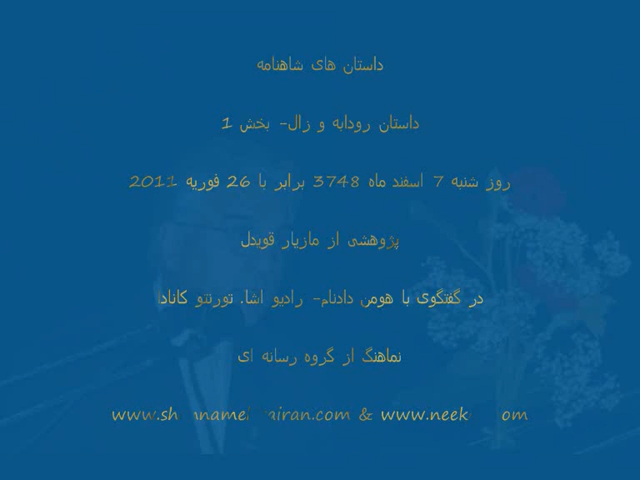 داستان های شاهنامه
داستان رودابه و زال- بخش 1
روز شنبه 7 اسفند ماه 3748 برابر با 26 فوریه 2011
پژوهشی از مازیار قویدل
در گفتگوی با هومن دادنام- رادیو اشا. تورنتو کانادا
نماهنگ از گروه رسانه ای
&